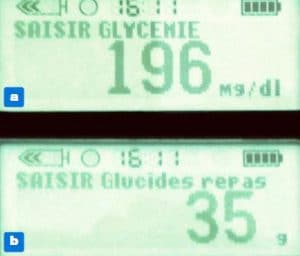 16:11
SAISIR GLYCEMIE
196 mg/dl
a
16:11
SAISIR Glucides repas
35 g
b